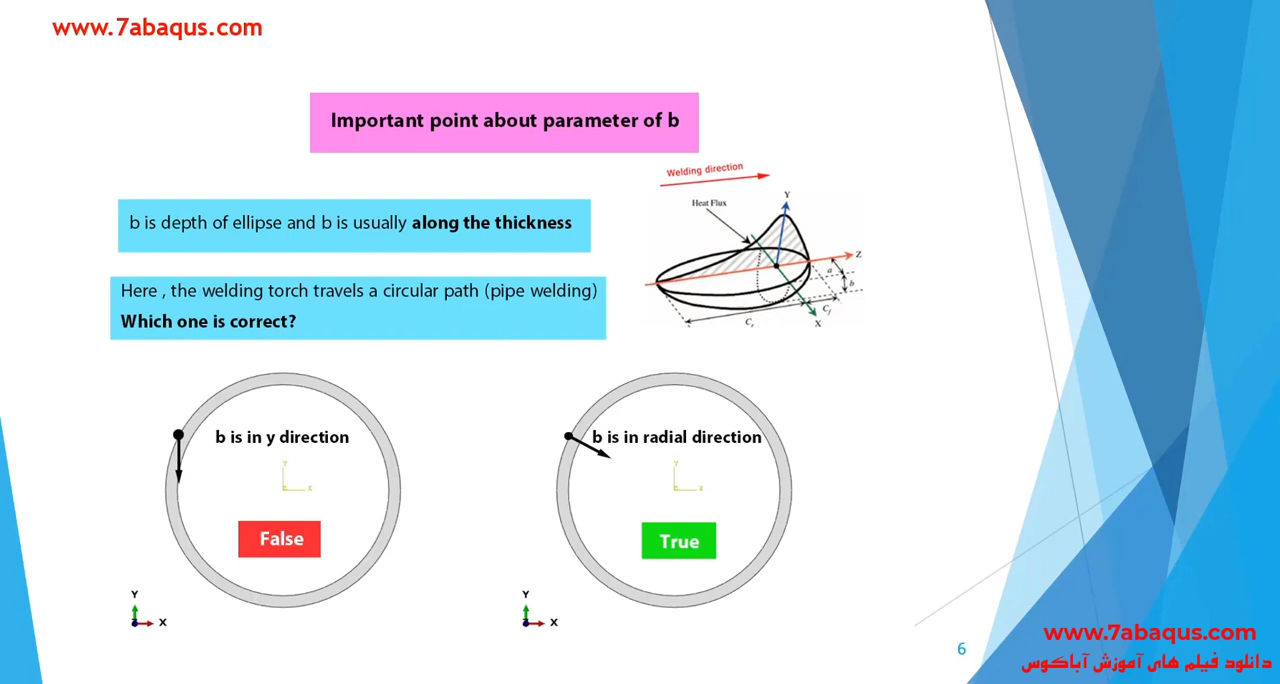 www.7abaqus.com
Important point about parameter of b
b is depth of ellipse and b is usually along the thickness
Here , the welding torch travels a circular path (pipe welding)
Which one is correct?
Welding direction
Heat Flux
Y
Z
a
b
Cr
Cf
X
b is in y direction
Y
X
False
Y
X
b is in radial direction
Y
X
True
Y
X
6
www.7abaqus.com
دانلود فیلم های آموزش آباکوس